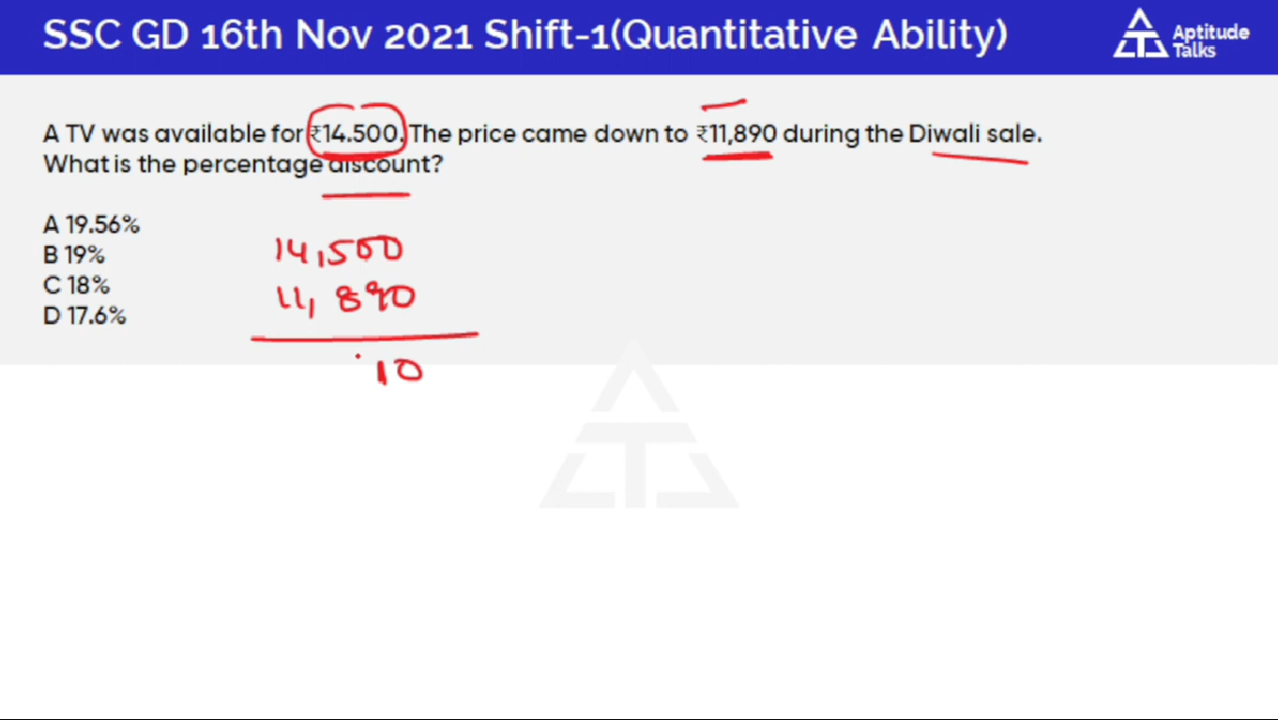 SSC GD 16th Nov 2021 Shift-1(Quantitative Ability)
Aptitude
Talks
A TV was available for ₹14.500. The price came down to ₹11,890 during the Diwali sale.
What is the percentage discount?
A 19.56%
B 19%
C 18%
D 17.6%
14,500
11,890
10